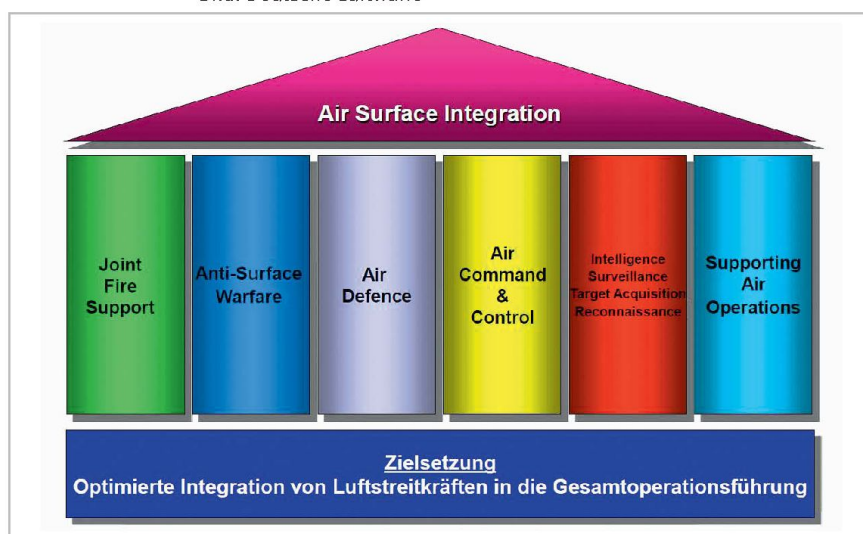 Air Surface Integration
Joint
Fire
Support
Anti-Surface
Warfare
Air
Defence
Air
Command
&
Control
Intelligence
Surveillance
Target Acquisition
Reconnaissance
Supporting
Air
Operations
Zielsetzung
Optimierte Integration von Luftstreitkräften in die Gesamtoperationsführung